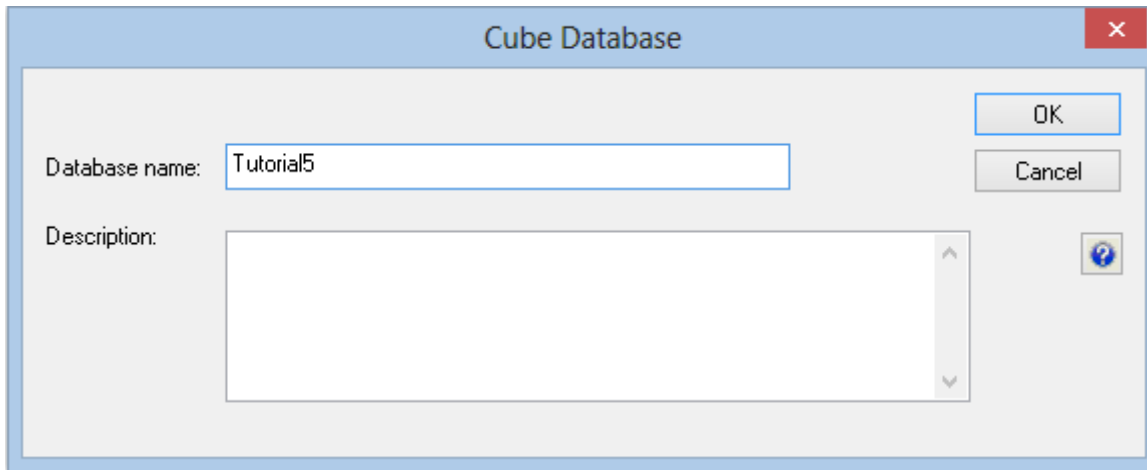 Cube Database
OK
Database name: Tutorial5
Cancel
Description: